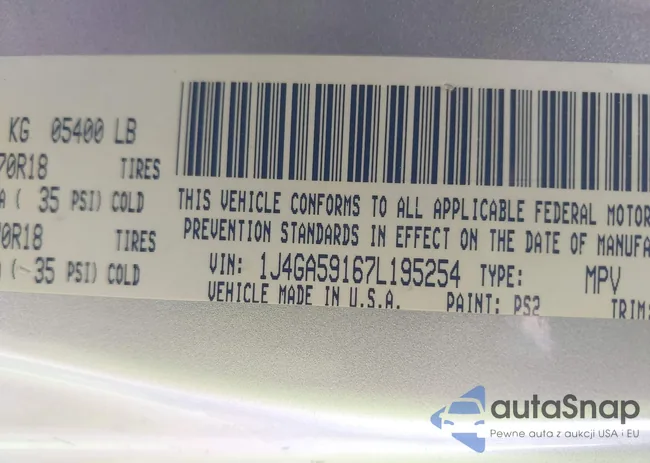 KG 05400 LB
70R18 TIRES
( 35 PSI) COLD
70R18 TIRES
( 35 PSI) COLD
THIS VEHICLE CONFORMS TO ALL APPLICABLE FEDERAL MOTOR
PREVENTION STANDARDS IN EFFECT ON THE DATE OF MANUFA
VIN: 1J4GA59167L195254 TYPE: MPV
VEHICLE MADE IN U.S.A. PAINT: PS2 TRIM:
autaSnap
Pewne auta z aukcji USA i EU